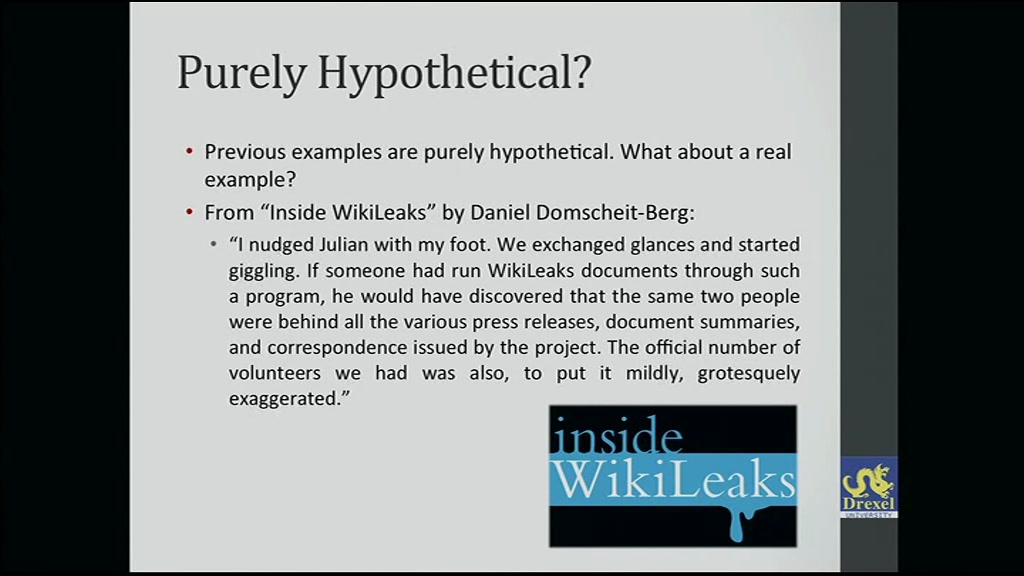 Purely Hypothetical?
• Previous examples are purely hypothetical. What about a real
example?
• From “Inside WikiLeaks” by Daniel Domscheit-Berg:
• “I nudged Julian with my foot. We exchanged glances and started
giggling. If someone had run WikiLeaks documents through such
a program, he would have discovered that the same two people
were behind all the various press releases, document summaries,
and correspondence issued by the project. The official number of
volunteers we had was also, to put it mildly, grotesquely
exaggerated.”
inside
WikiLeaks
Drexel
UNIVERSITY